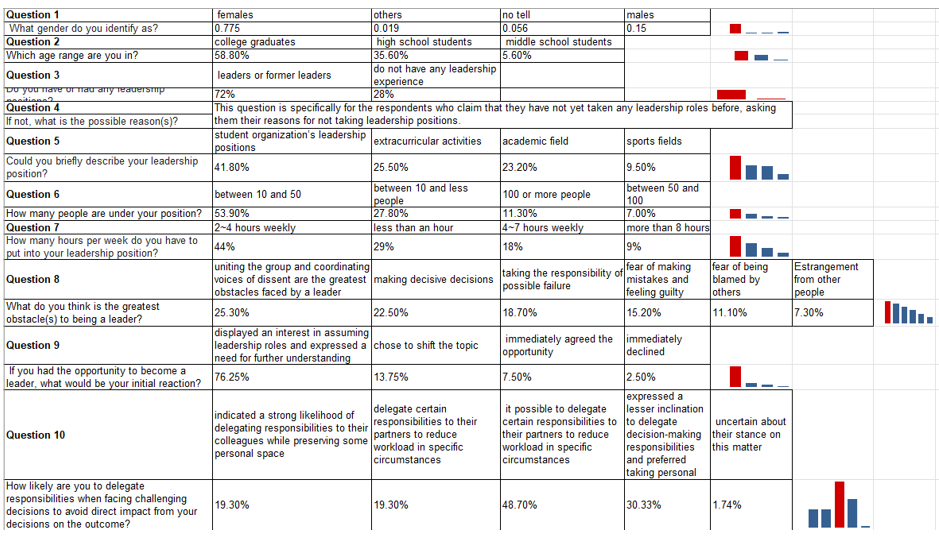 Question 1 females others no tell males
What gender do you identify as? 0.775 0.019 0.056 0.15
Question 2 college graduates high school students middle school students
Which age range are you in? 58.80% 35.60% 5.60%
Question 3 leaders or former leaders do not have any leadership
experience
Do you have or had any leadership
positions? 72% 28%
Question 4 This question is specifically for the respondents who claim that they have not yet taken any leadership roles before, asking
If not, what is the possible reason(s)? them their reasons for not taking leadership positions.
Question 5 student organization's leadership
positions extracurricular activities academic field sports fields
Could you briefly describe your leadership
position? 41.80% 25.50% 23.20% 9.50%
Question 6 between 10 and 50 between 10 and less
people 100 or more people between 50 and
100
How many people are under your position? 53.90% 27.80% 11.30% 7.00%
Question 7 2~4 hours weekly less than an hour 4~7 hours weekly more than 8 hours
How many hours per week do you have to
put into your leadership position? 44% 29% 18% 9%
Question 8 uniting the group and coordinating
voices of dissent are the greatest
obstacles faced by a leader making decisive decisions taking the responsibility of
possible failure fear of making
mistakes and
feeling guilty fear of being
blamed by
others Estrangement
from other
people
What do you think is the greatest
obstacle(s) to being a leader? 25.30% 22.50% 18.70% 15.20% 11.10% 7.30%
Question 9 displayed an interest in assuming
leadership roles and expressed a
need for further understanding chose to shift the topic immediately agreed the
opportunity immediately
declined
If you had the opportunity to become a
leader, what would be your initial reaction? 76.25% 13.75% 7.50% 2.50%
Question 10 indicated a strong likelihood of
delegating responsibilities to their
colleagues while preserving some
personal space delegate certain
responsibilities to their
partners to reduce
workload in specific
circumstances it possible to delegate
certain responsibilities to
their partners to reduce
workload in specific
circumstances expressed a
lesser inclination
to delegate
decision-making
responsibilities
and preferred
taking personal uncertain about
their stance on
this matter
How likely are you to delegate
responsibilities when facing challenging
decisions to avoid direct impact from your
decisions on the outcome? 19.30% 19.30% 48.70% 30.33% 1.74%